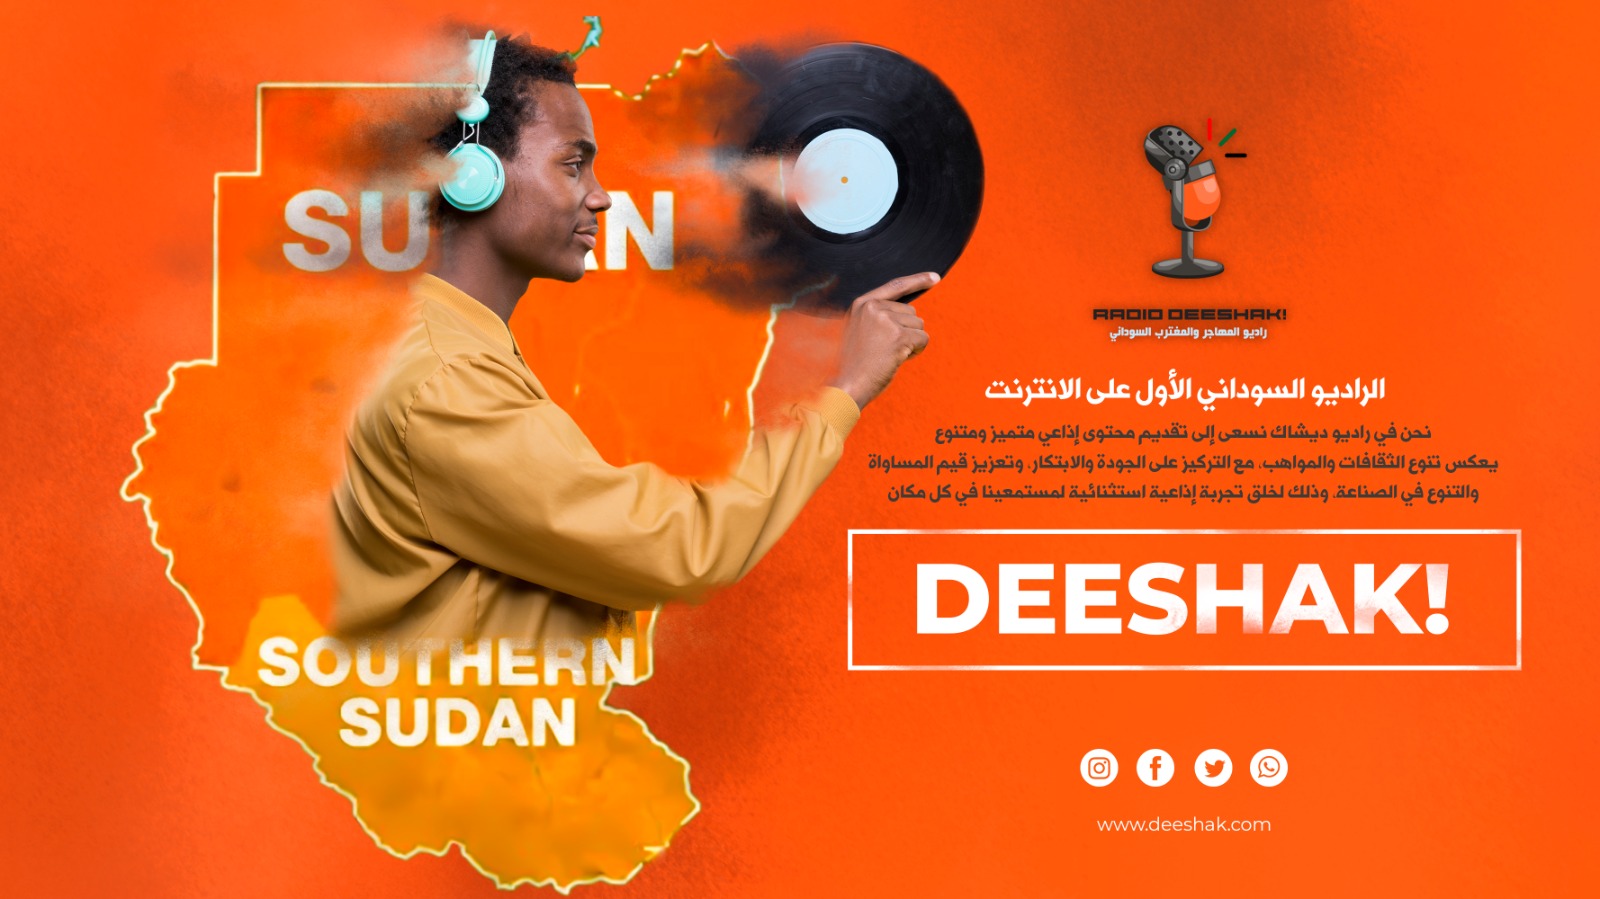 SUDAN
SOUTHERN
SUDAN
RADIO DEESHAK!
راديو المهاجر والمغترب السوداني
الراديو السوداني الأول على الانترنت
نحن في راديو ديشاك نسعى إلى تقديم محتوى إذاعي متميز ومتنوع
يعكس تنوع الثقافات والمواهب، مع التركيز على الجودة والابتكار، وتعزيز قيم المساواة
والتنوع في الصناعة، وذلك لخلق تجربة إذاعية استثنائية لمستمعينا في كل مكان
DEESHAK!
www.deeshak.com